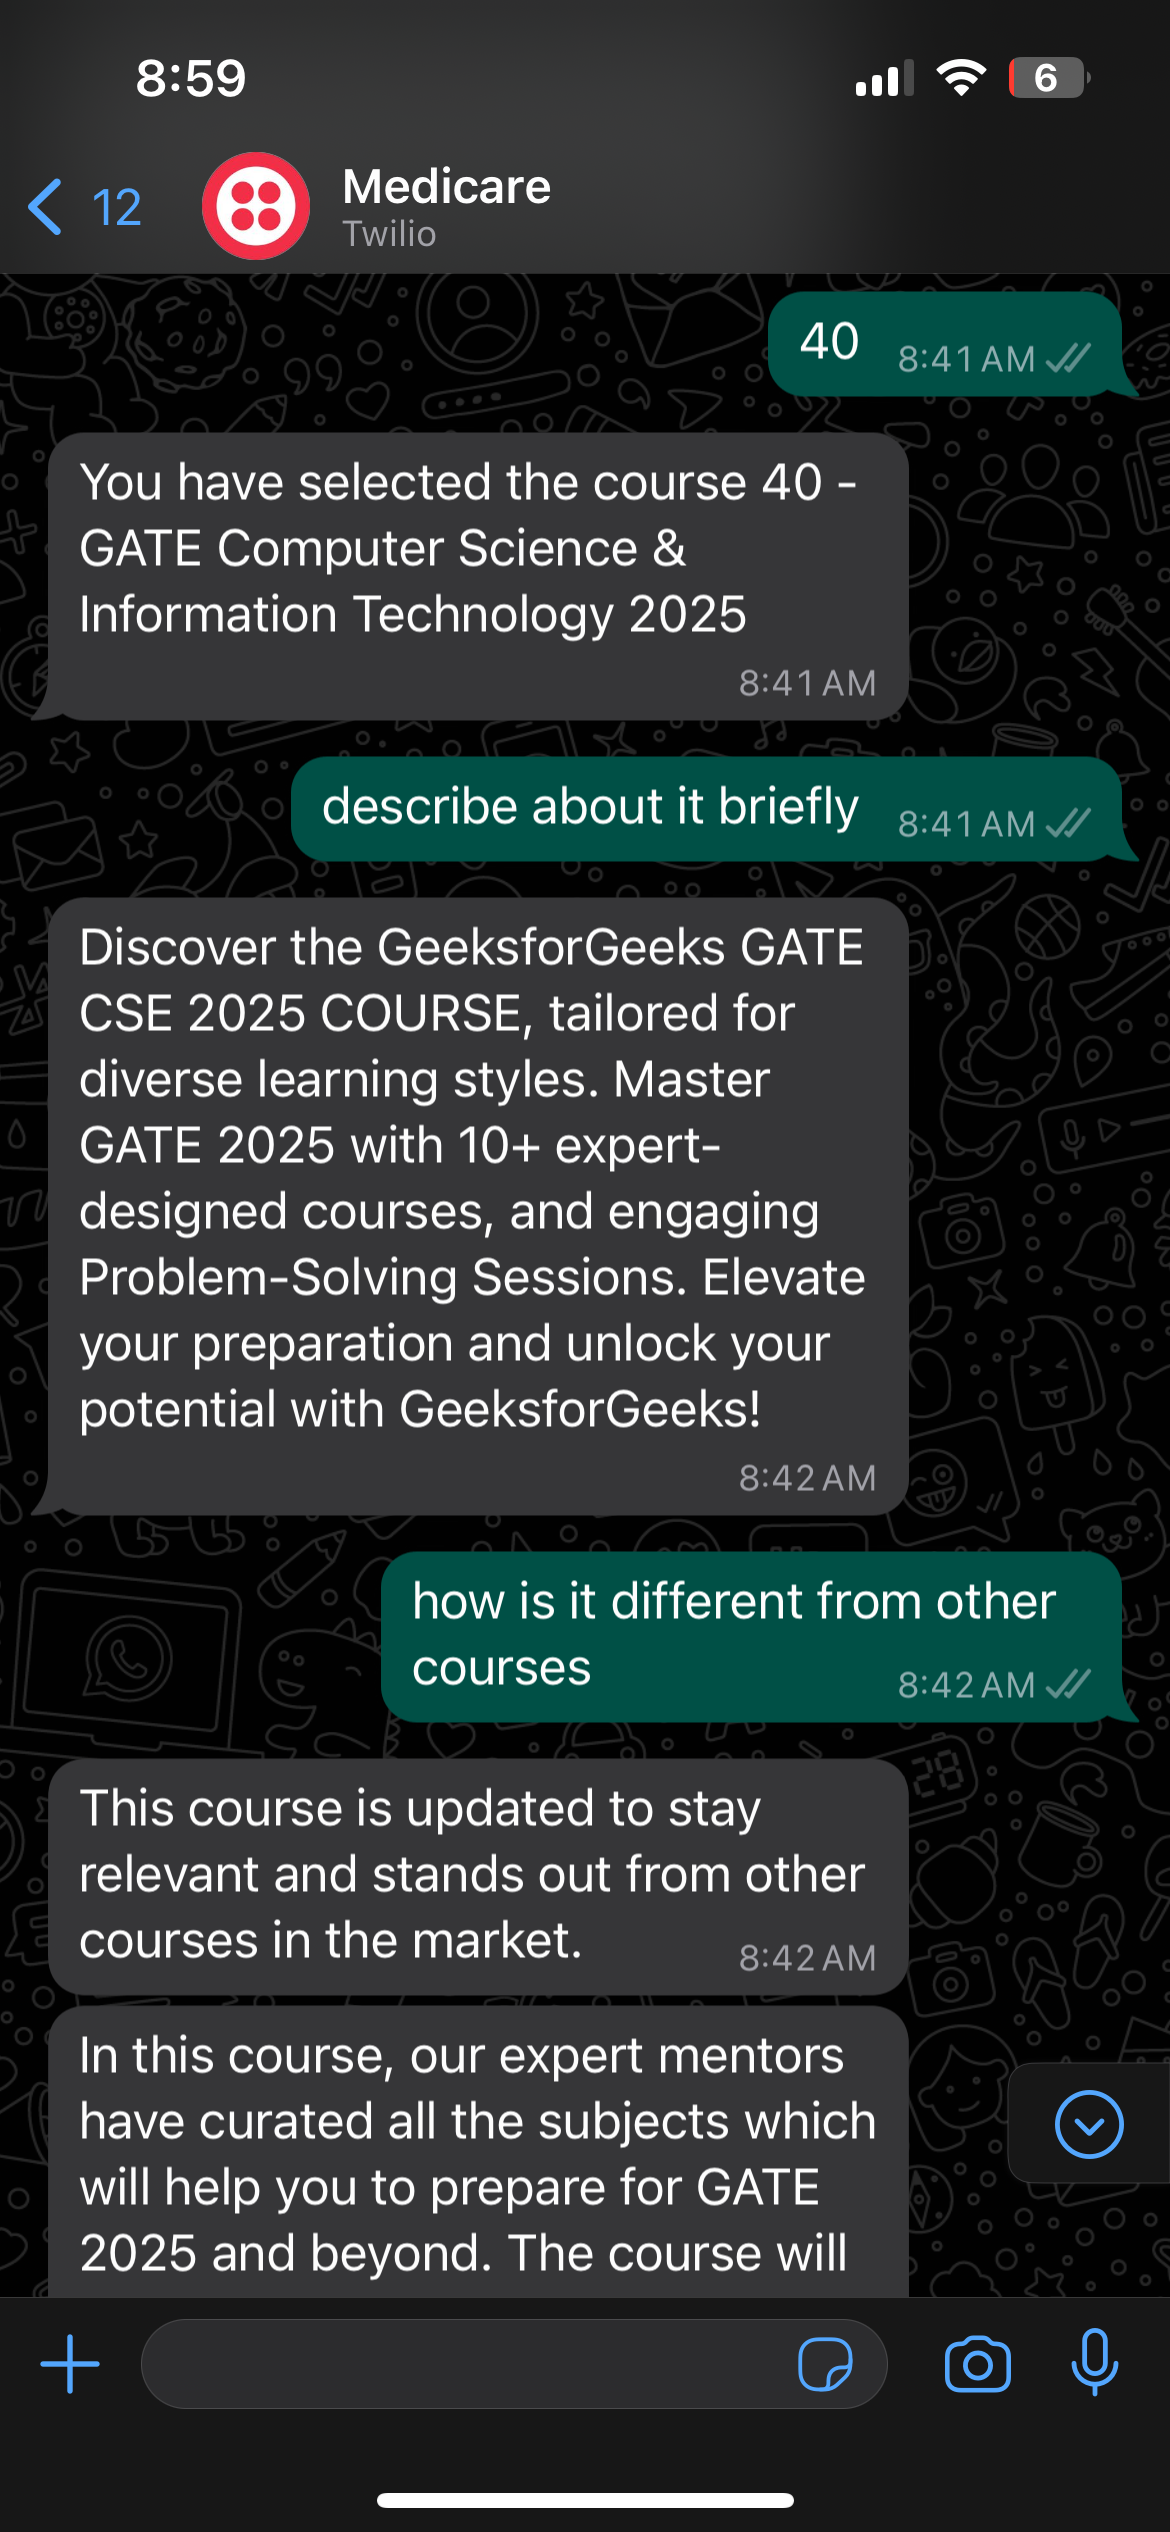 8:59
6
12
Medicare
Twilio
40
8:41 AM
You have selected the course 40 -
GATE Computer Science &
Information Technology 2025
8:41 AM
describe about it briefly
8:41 AM
Discover the GeeksforGeeks GATE
CSE 2025 COURSE, tailored for
diverse learning styles. Master
GATE 2025 with 10+ expert-
designed courses, and engaging
Problem-Solving Sessions. Elevate
your preparation and unlock your
potential with GeeksforGeeks!
8:42 AM
how is it different from other
courses
8:42 AM
This course is updated to stay
relevant and stands out from other
courses in the market.
8:42 AM
In this course, our expert mentors
have curated all the subjects which
will help you to prepare for GATE
2025 and beyond. The course will